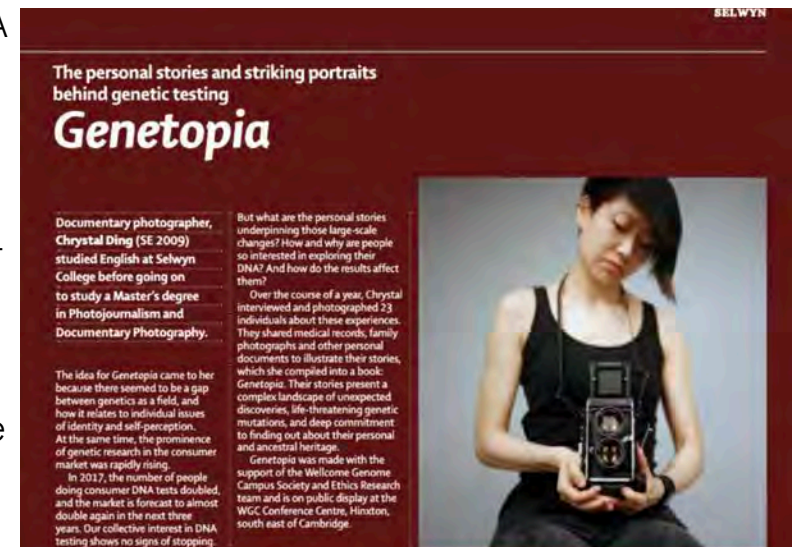 A
SELWYN
The personal stories and striking portraits
behind genetic testing
Genetopia
Documentary photographer,
Chrystal Ding (SE 2009)
studied English at Selwyn
College before going on
to study a Master's degree
in Photojournalism and
Documentary Photography.
The idea for Genetopia came to her
because there seemed to be a gap
between genetics as a field, and
how it relates to individual issues
of identity and self-perception.
At the same time, the prominence
of genetic research in the consumer
market was rapidly rising.
In 2017, the number of people
doing consumer DNA tests doubled,
and the market is forecast to almost
double again in the next three
years. Our collective interest in DNA
testing shows no signs of stopping.
But what are the personal stories
underpinning those large-scale
changes? How and why are people
so interested in exploring their
DNA? And how do the results affect
them?
Over the course of a year, Chrystal
interviewed and photographed 23
individuals about these experiences.
They shared medical records, family
photographs and other personal
documents to illustrate their stories,
which she compiled into a book:
Genetopia. Their stories present a
complex landscape of unexpected
discoveries, life-threatening genetic
mutations, and deep commitment
to finding out about their personal
and ancestral heritage.
Genetopia was made with the
support of the Wellcome Genome
Campus Society and Ethics Research
team and is on public display at the
WGC Conference Centre, Hinxton,
south east of Cambridge.
e